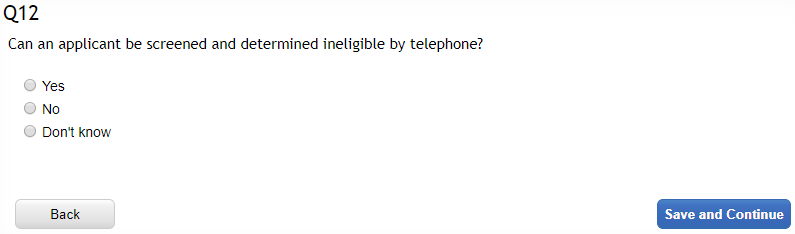 Q12
Can an applicant be screened and determined ineligible by telephone?
Yes
No
Don't know
Back
Save and Continue